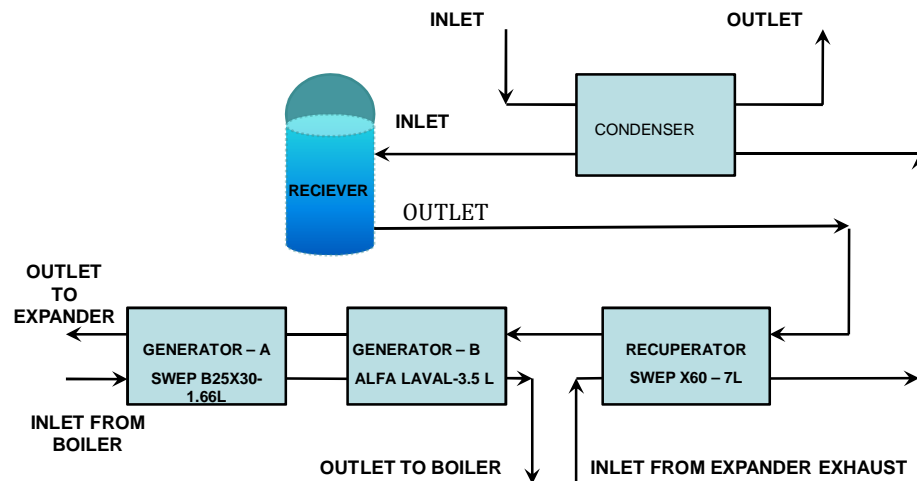 INLET
OUTLET
CONDENSER
INLET
RECIEVER
OUTLET
OUTLET
TO
EXPANDER
GENERATOR – A
SWEP B25X30-
1.66L
GENERATOR – B
ALFA LAVAL-3.5 L
RECUPERATOR
SWEP X60 – 7L
INLET FROM
BOILER
OUTLET TO BOILER
INLET FROM EXPANDER EXHAUST